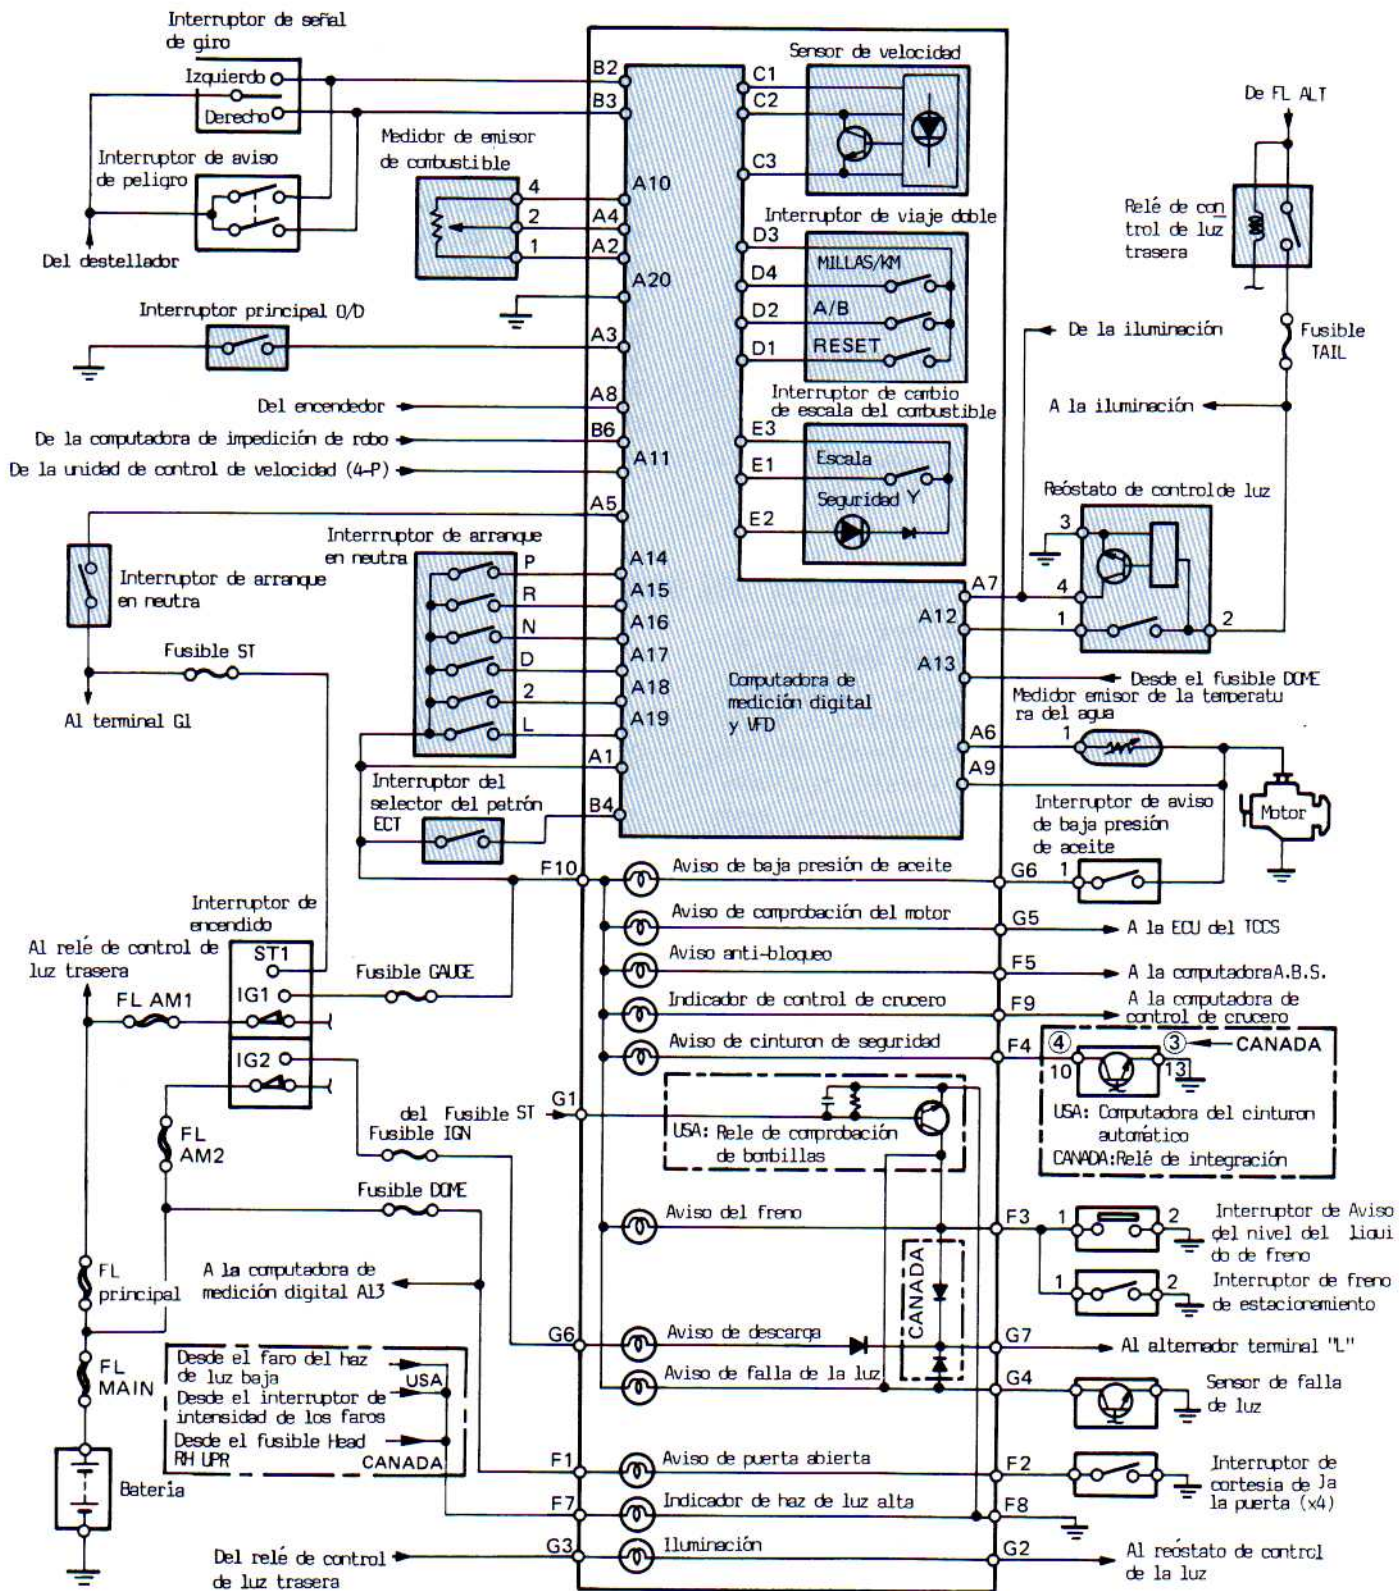 Interruptor de señal
de giro
Izquierdo
Derecho
B2
B3
Interruptor de aviso
de peligro
Del destellador
Medidor de emisor
de combustible
4
2
1
A10
A4
A2
A20
Interruptor principal O/D
A3
Del encendedor
A8
De la computadora de impedición de robo
B6
De la unidad de control de velocidad (4-P)
A11
A5
Interruptor de arranque
en neutra
Fusible ST
Al terminal G1
Interrruptor de arranque
en neutra
P
R
N
D
2
L
A14
A15
A16
A17
A18
A19
A1
Interruptor del
selector del patrón
ECT
B4
Sensor de velocidad
C1
C2
C3
Interruptor de viaje doble
D3
MILLAS/KM
D4
D2
A/B
D1
RESET
Interruptor de cambio
de escala del combustible
E3
E1
Escala
Seguridad Y
E2
Computadora de
medición digital
y VFD
De FL ALT
Relé de con
trol de luz
trasera
De la iluminación
Fusible
TAIL
A la iluminación
Reóstato de control de luz
3
4
1
2
A7
A12
A13
Desde el fusible DOME
Medidor emisor de la temperatu
ra del agua
A6
1
A9
Motor
Interruptor de aviso
de baja presión
de aceite
F10
Aviso de baja presión de aceite
G6
1
Aviso de comprobación del motor
G5
A la ECU del TCCS
Aviso anti-bloqueo
F5
A la computadora A.B.S.
Indicador de control de crucero
F9
A la computadora de
control de crucero
Aviso de cinturon de seguridad
F4
4
10
3
13
CANADA
USA: Computadora del cinturon
automático
CANADA:Relé de integración
Interruptor de
encendido
Al relé de control de
luz trasera
ST1
IG1
IG2
Fusible GAUGE
FL AM1
FL
AM2
G1
del Fusible ST
Fusible IGN
USA: Rele de comprobación
de bombillas
Fusible DOME
Aviso del freno
F3
1
2
Interruptor de Aviso
del nivel del liqui
do de freno
1
2
Interruptor de freno
de estacionamiento
CANADA
FL
principal
A la computadora de
medición digital A13
G6
Aviso de descarga
G7
Al alternador terminal "L"
FL
MAIN
Desde el faro del haz
de luz baja
USA
Desde el interruptor de
intensidad de los faros
Desde el fusible Head
RH UPR
CANADA
Aviso de falla de la luz
G4
Sensor de falla
de luz
Batería
F1
Aviso de puerta abierta
F2
Interruptor de
cortesia de la
la puerta (x4)
F7
Indicador de haz de luz alta
F8
Del relé de control
de luz trasera
G3
Iluminación
G2
Al reóstato de control
de la luz